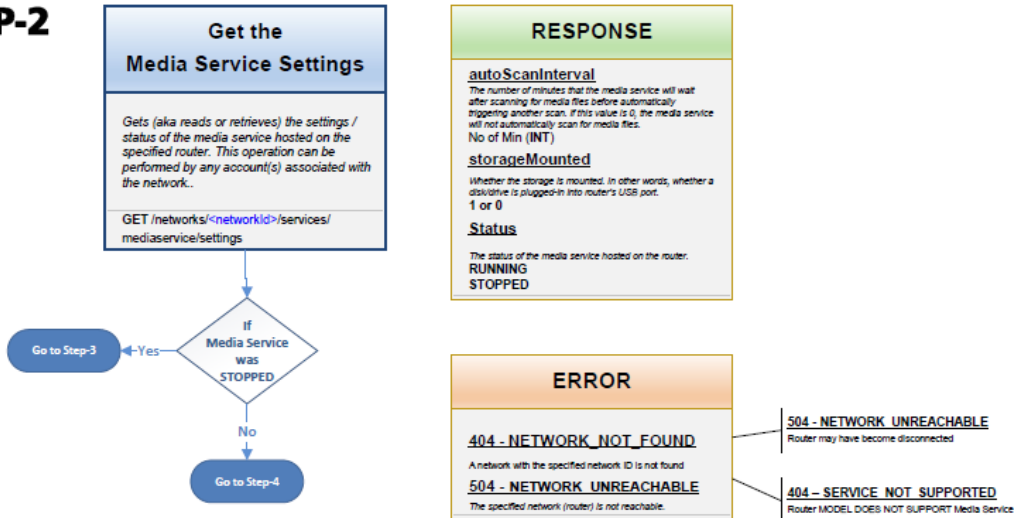 P-2
Get the
Media Service Settings
Gets (aka reads or retrieves) the settings /
status of the media service hosted on the
specified router. This operation can be
performed by any account(s) associated with
the network..
GET /networks/<networkId>/services/
mediaservice/settings
If
Media Service
was
STOPPED
Yes
Go to Step-3
No
Go to Step-4
RESPONSE
autoScanInterval
The number of minutes that the media service will wait
after scanning for media files before automatically
triggering another scan. If this value is 0, the media service
will not automatically scan for media files.
No of Min (INT)
storageMounted
Whether the storage is mounted. In other words, whether a
disk/drive is plugged-in into router's USB port.
1 or 0
Status
The status of the media service hosted on the router.
RUNNING
STOPPED
ERROR
404 - NETWORK_NOT_FOUND
A network with the specified network ID is not found
504 - NETWORK UNREACHABLE
The specified network (router) is not reachable.
504 - NETWORK UNREACHABLE
Router may have become disconnected
404 – SERVICE NOT SUPPORTED
Router MODEL DOES NOT SUPPORT Media Service